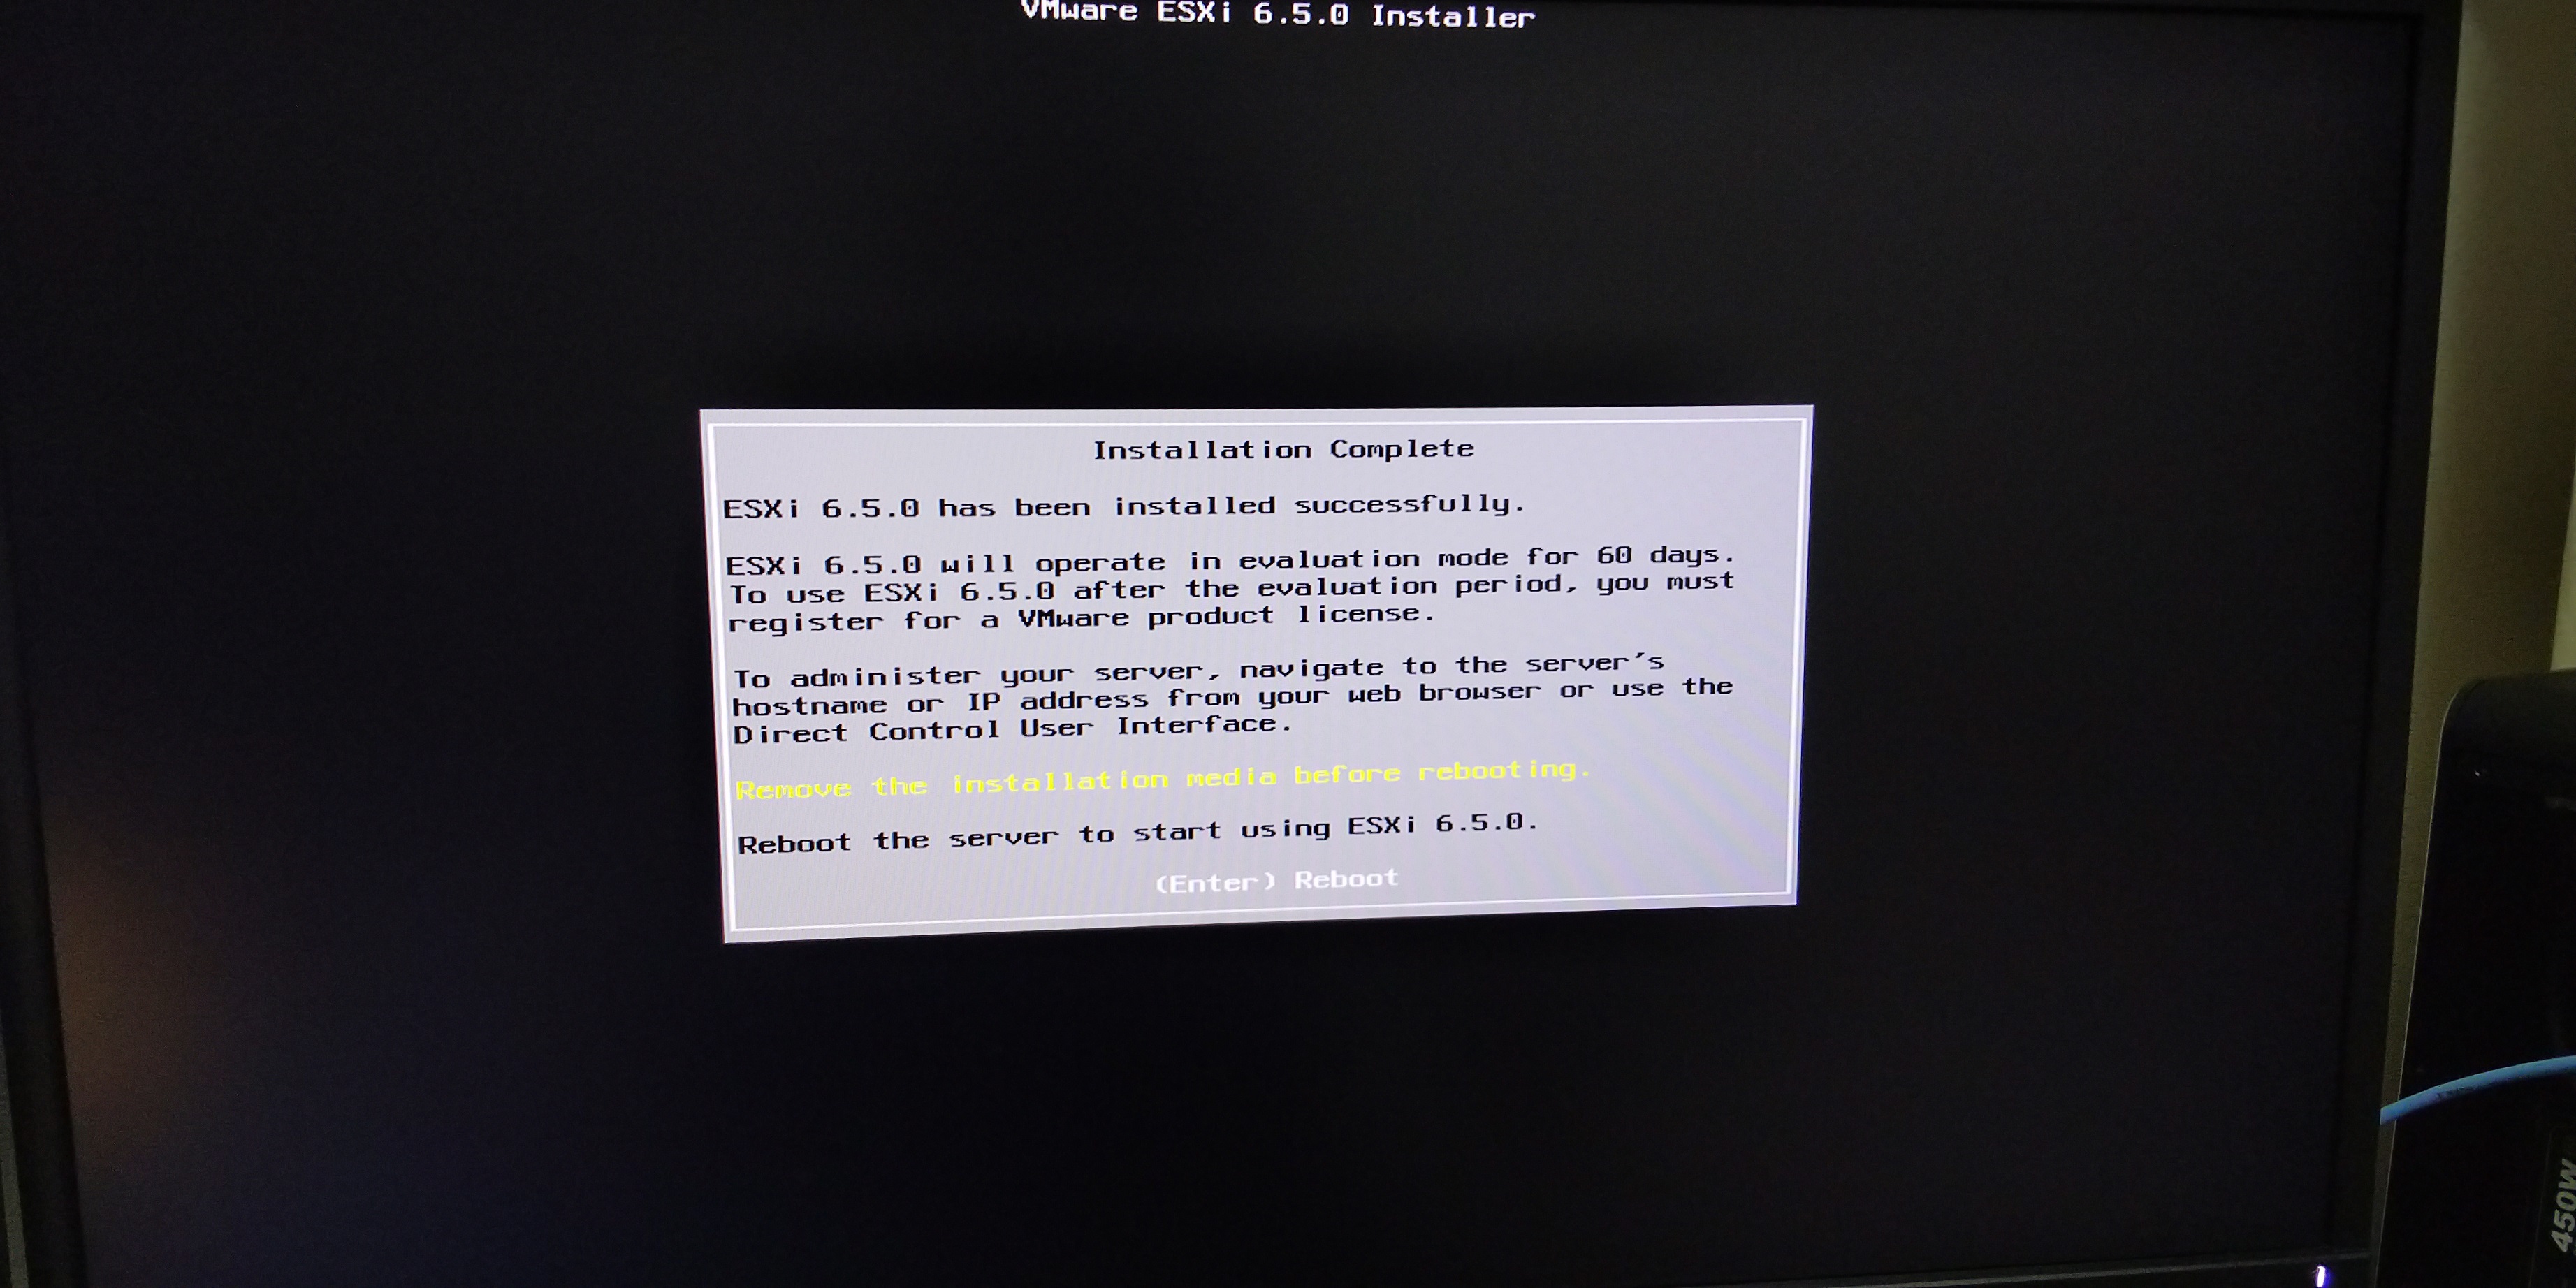 VMware ESXi 6.5.0 Installer
Installation Complete
ESXi 6.5.0 has been installed successfully.
ESXi 6.5.0 will operate in evaluation mode for 60 days.
To use ESXi 6.5.0 after the evaluation period, you must
register for a VMware product license.
To administer your server, navigate to the server's
hostname or IP address from your web browser or use the
Direct Control User Interface.
Remove the installation media before rebooting.
Reboot the server to start using ESXi 6.5.0.
(Enter) Reboot
450W